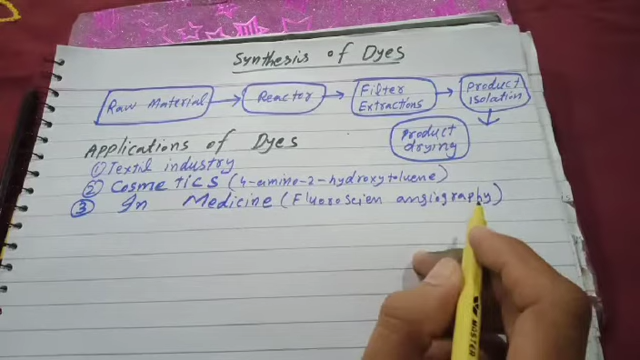 Synthesis of Dyes
Raw Material
Reactor
Filter
Extractions
Product
isolation
Product
drying
Applications of Dyes
① Textil industry
② Cosmetics (4-amino-2-hydroxytoluene)
③ In Medicine (Fluoroscien angiography)